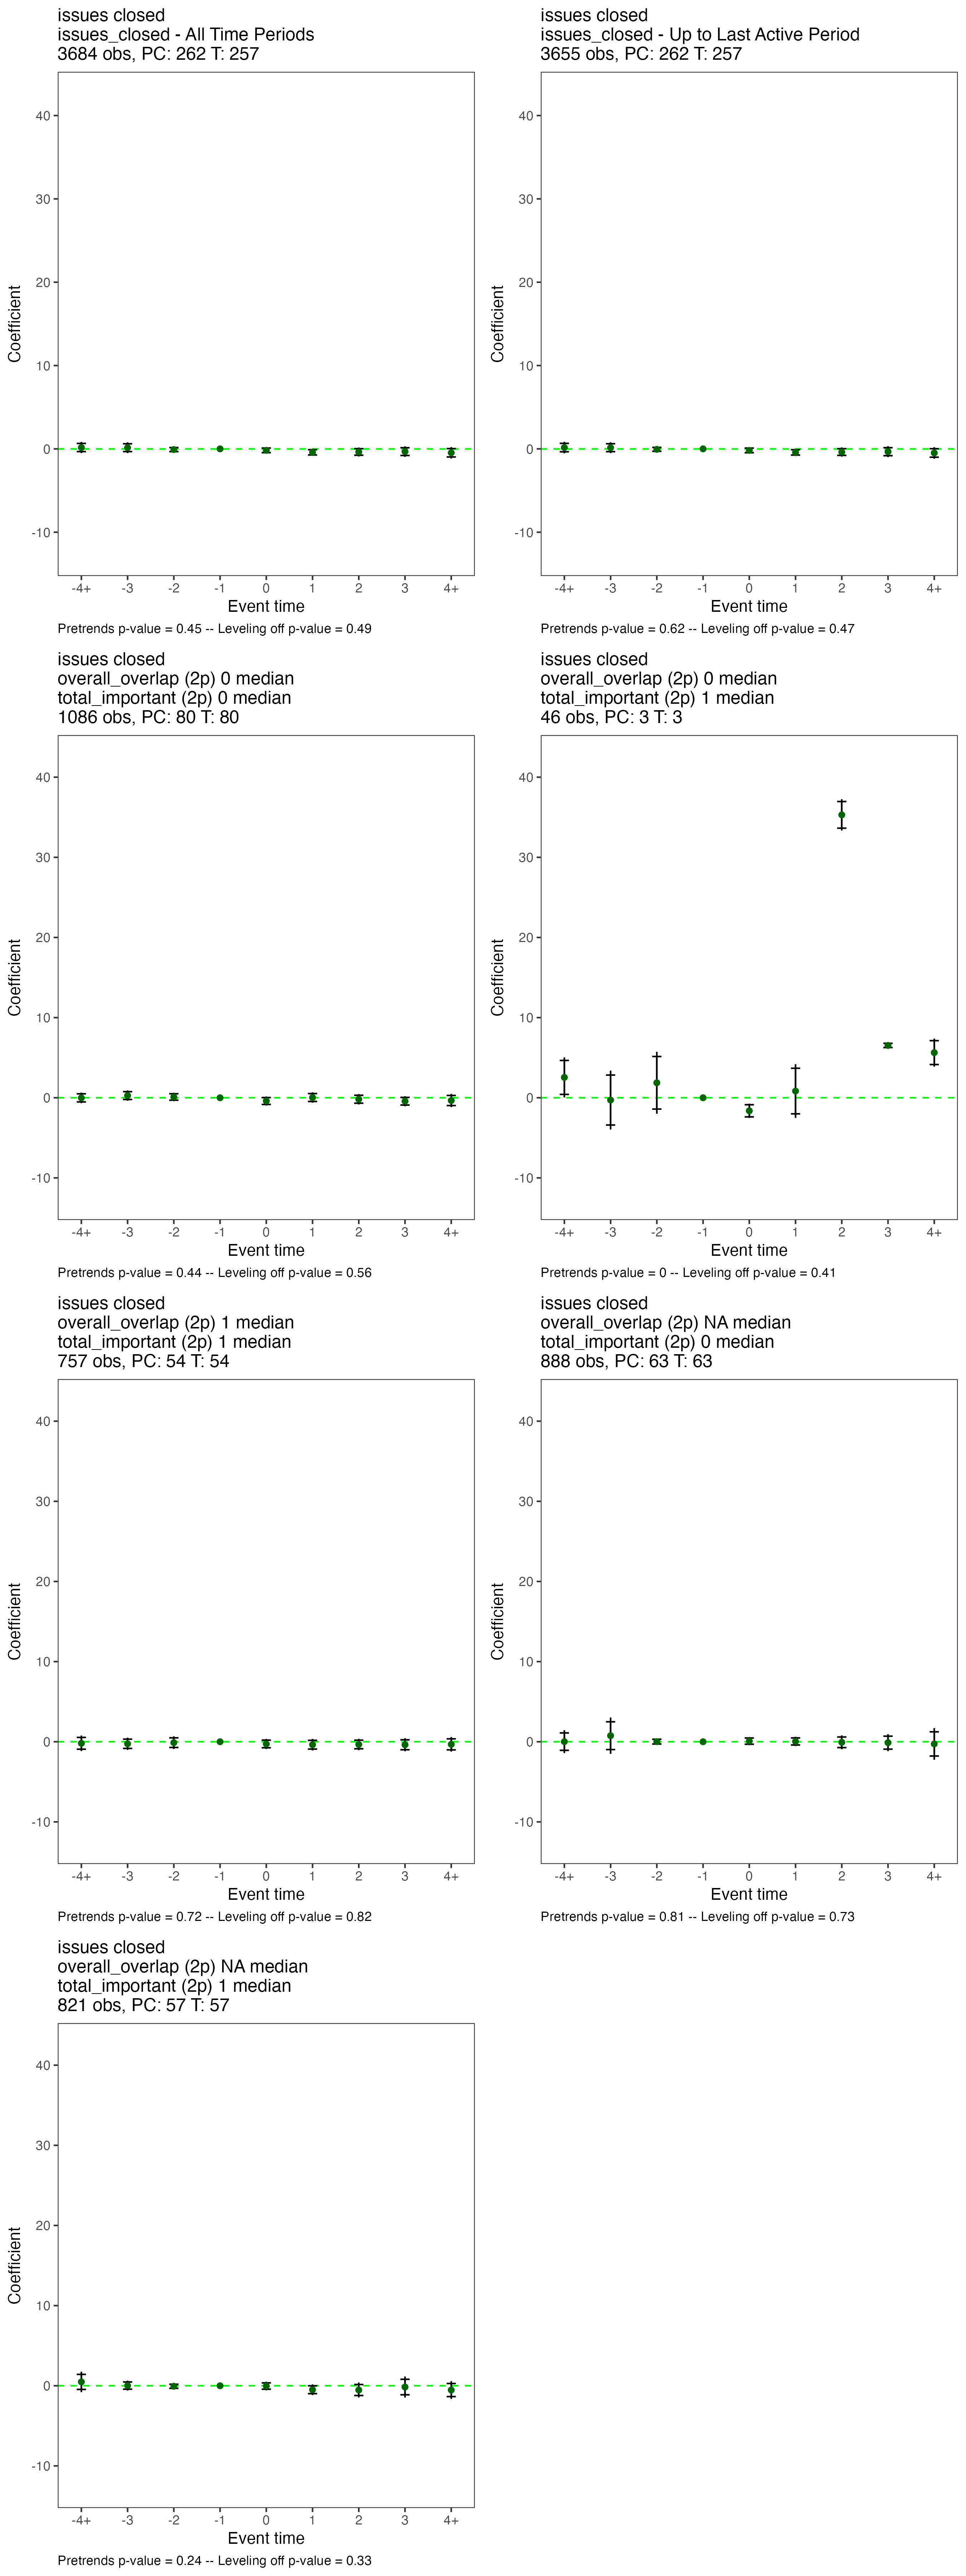 issues closed
issues_closed - All Time Periods
3684 obs, PC: 262 T: 257
40
30
20
10
0
-10
Coefficient
-4+ -3 -2 -1 0 1 2 3 4+
Event time
Pretrends p-value = 0.45 -- Leveling off p-value = 0.49
issues closed
issues_closed - Up to Last Active Period
3655 obs, PC: 262 T: 257
40
30
20
10
0
-10
Coefficient
-4+ -3 -2 -1 0 1 2 3 4+
Event time
Pretrends p-value = 0.62 -- Leveling off p-value = 0.47
issues closed
overall_overlap (2p) 0 median
total_important (2p) 0 median
1086 obs, PC: 80 T: 80
40
30
20
10
0
-10
Coefficient
-4+ -3 -2 -1 0 1 2 3 4+
Event time
Pretrends p-value = 0.44 -- Leveling off p-value = 0.56
issues closed
overall_overlap (2p) 0 median
total_important (2p) 1 median
46 obs, PC: 3 T: 3
40
30
20
10
0
-10
Coefficient
-4+ -3 -2 -1 0 1 2 3 4+
Event time
Pretrends p-value = 0 -- Leveling off p-value = 0.41
issues closed
overall_overlap (2p) 1 median
total_important (2p) 1 median
757 obs, PC: 54 T: 54
40
30
20
10
0
-10
Coefficient
-4+ -3 -2 -1 0 1 2 3 4+
Event time
Pretrends p-value = 0.72 -- Leveling off p-value = 0.82
issues closed
overall_overlap (2p) NA median
total_important (2p) 0 median
888 obs, PC: 63 T: 63
40
30
20
10
0
-10
Coefficient
-4+ -3 -2 -1 0 1 2 3 4+
Event time
Pretrends p-value = 0.81 -- Leveling off p-value = 0.73
issues closed
overall_overlap (2p) NA median
total_important (2p) 1 median
821 obs, PC: 57 T: 57
40
30
20
10
0
-10
Coefficient
-4+ -3 -2 -1 0 1 2 3 4+
Event time
Pretrends p-value = 0.24 -- Leveling off p-value = 0.33